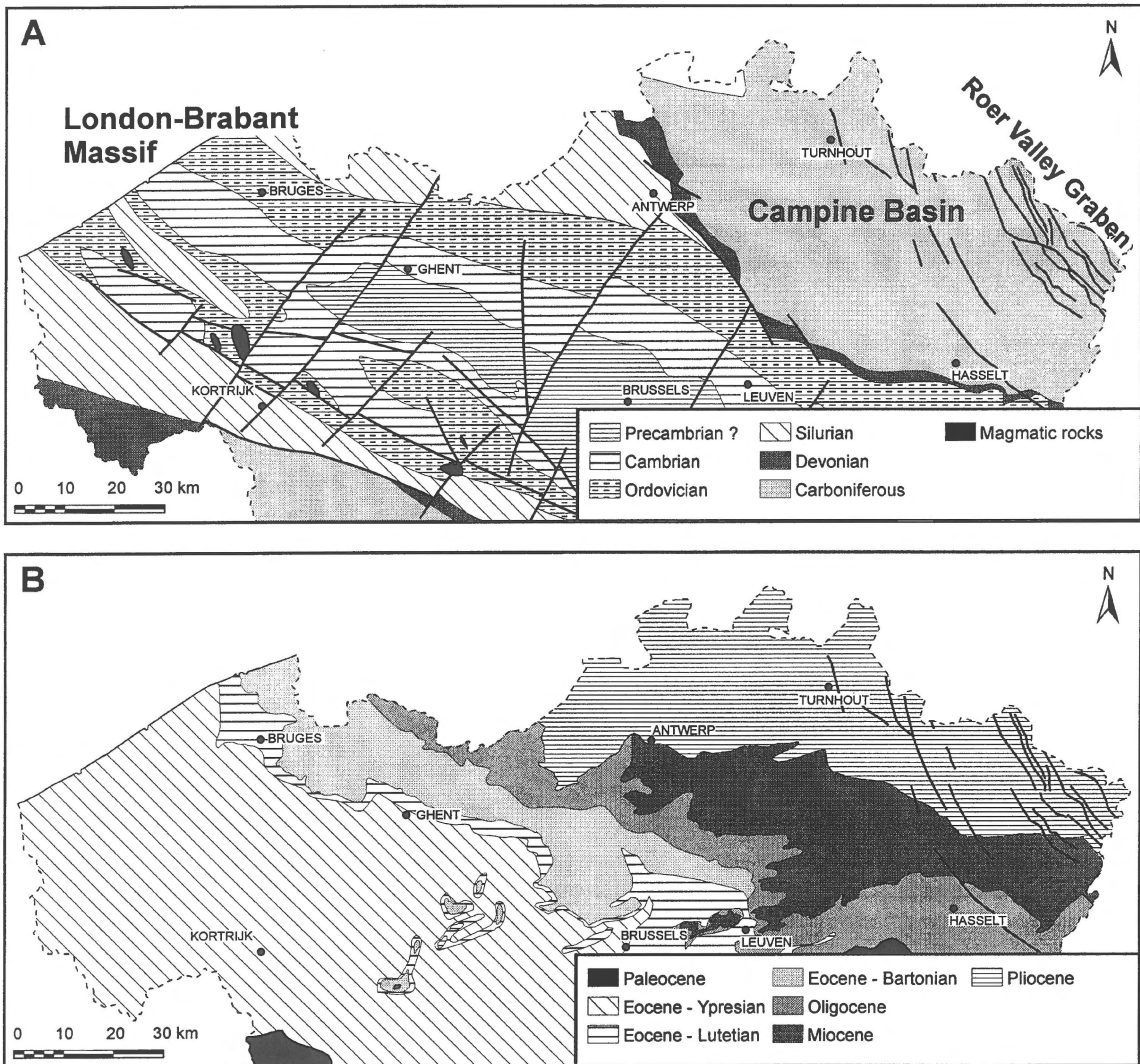 A
N
London-Brabant
Massif
Roer Valley Graben
TURNHOUT
BRUGES
ANTWERP
Campine Basin
GHENT
HASSELT
KORTRIJK
BRUSSELS
LEUVEN
Precambrian ?
Silurian
Magmatic rocks
Cambrian
Devonian
Ordovician
Carboniferous
0 10 20 30 km
B
N
TURNHOUT
BRUGES
ANTWERP
GHENT
HASSELT
KORTRIJK
BRUSSELS
LEUVEN
Paleocene
Eocene - Bartonian
Pliocene
Eocene - Ypresian
Oligocene
Eocene - Lutetian
Miocene
0 10 20 30 km